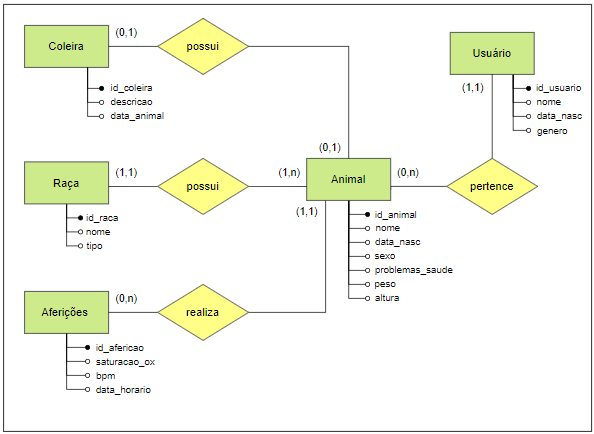 Coleira
(0,1)
possui
id_coleira
descricao
data_animal
Usuário
(1,1)
id_usuario
nome
data_nasc
genero
(0,1)
Raça
(1,1)
possui
(1,n)
Animal
(0,n)
pertence
(1,1)
id_raca
nome
tipo
id_animal
nome
data_nasc
sexo
problemas_saude
peso
altura
Aferições
(0,n)
realiza
id_afericao
saturacao_ox
bpm
data_horario